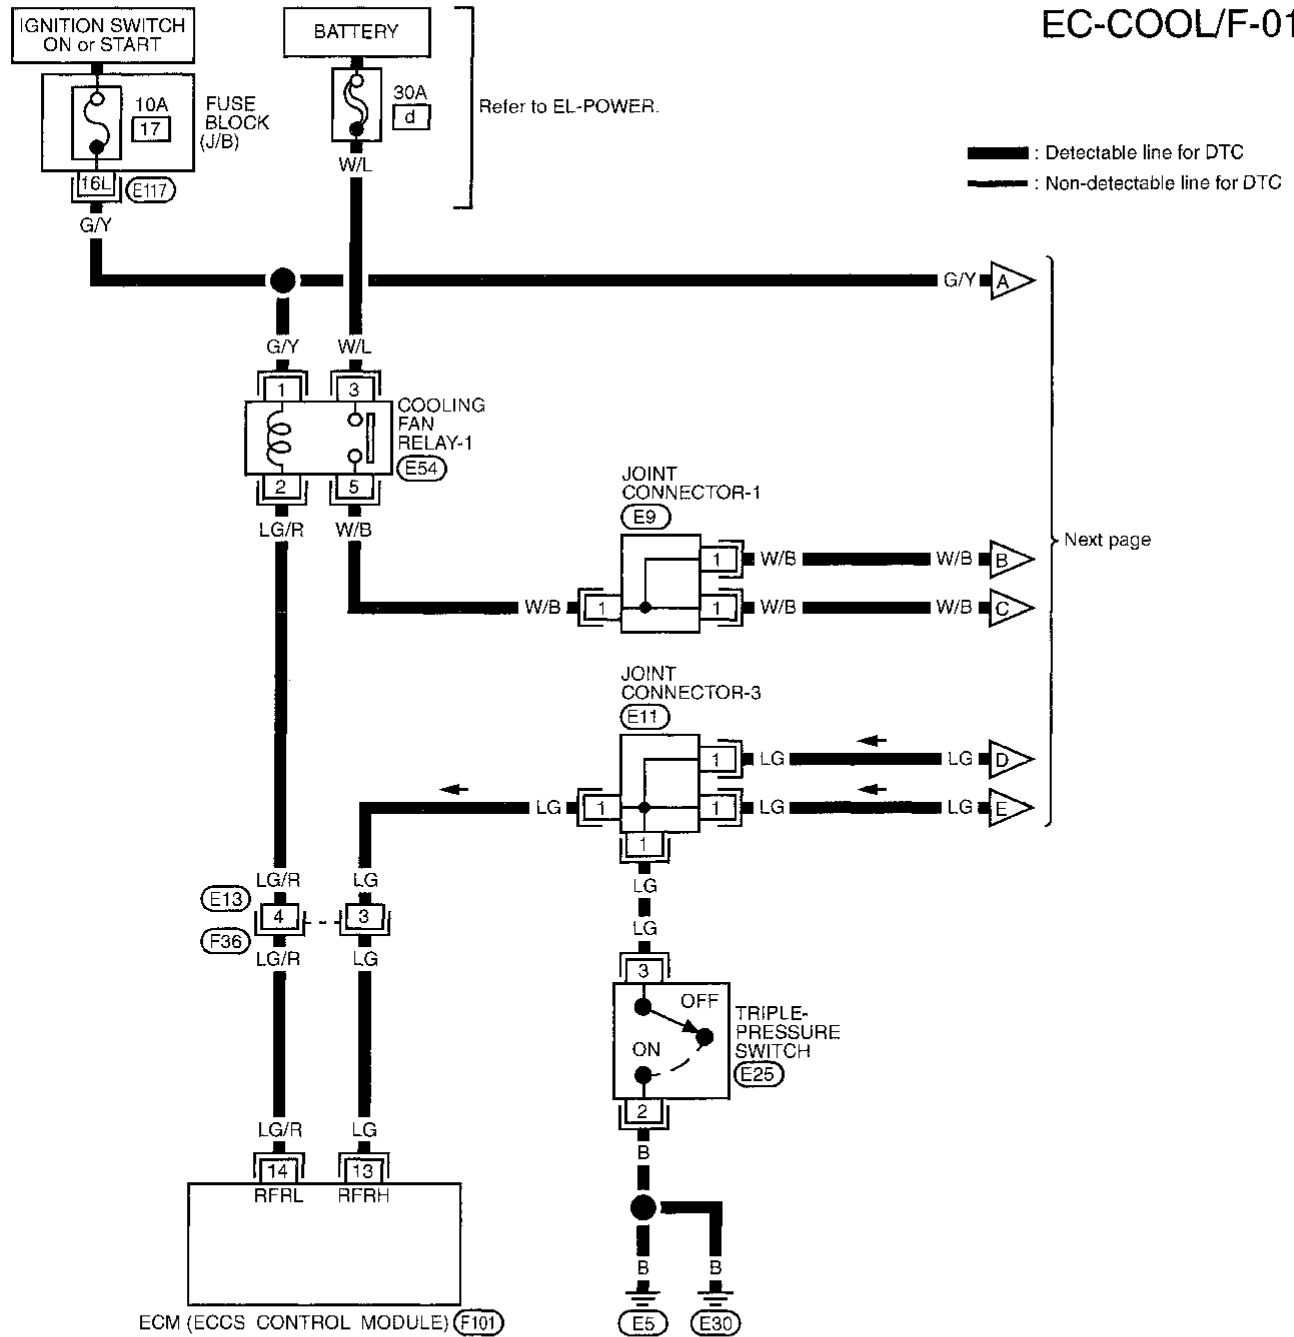 EC-COOL/F-01
IGNITION SWITCH
ON or START
BATTERY
10A
17
FUSE
BLOCK
(J/B)
30A
d
Refer to EL-POWER.
: Detectable line for DTC
: Non-detectable line for DTC
16L
E117
W/L
G/Y
G/Y
A
G/Y
W/L
1
3
COOLING
FAN
RELAY-1
E54
2
5
LG/R
W/B
JOINT
CONNECTOR-1
E9
1
W/B
W/B
B
Next page
W/B
1
1
W/B
W/B
C
JOINT
CONNECTOR-3
E11
1
LG
LG
D
LG
1
1
LG
LG
E
1
LG
LG/R
LG
E13
4
3
F36
LG/R
LG
LG
3
OFF
ON
TRIPLE-
PRESSURE
SWITCH
E25
2
LG/R
LG
B
14
13
RFRL
RFRH
B
B
ECM (ECCS CONTROL MODULE)
F101
E5
E30